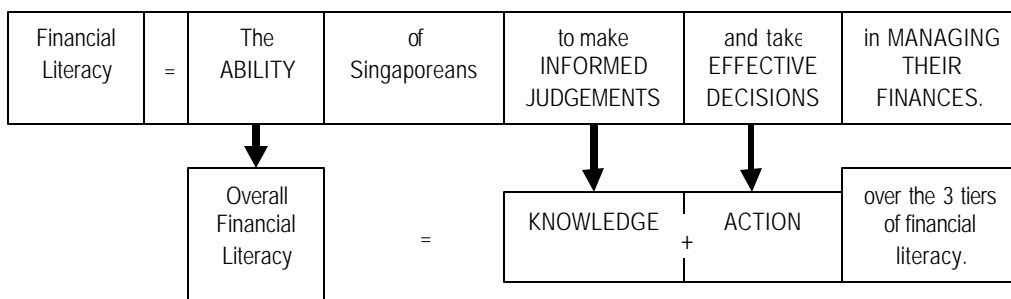 Financial Literacy
=
The ABILITY
of Singaporeans
to make INFORMED JUDGEMENTS
and take EFFECTIVE DECISIONS
in MANAGING THEIR FINANCES.
Overall Financial Literacy
=
KNOWLEDGE
+
ACTION
over the 3 tiers of financial literacy.